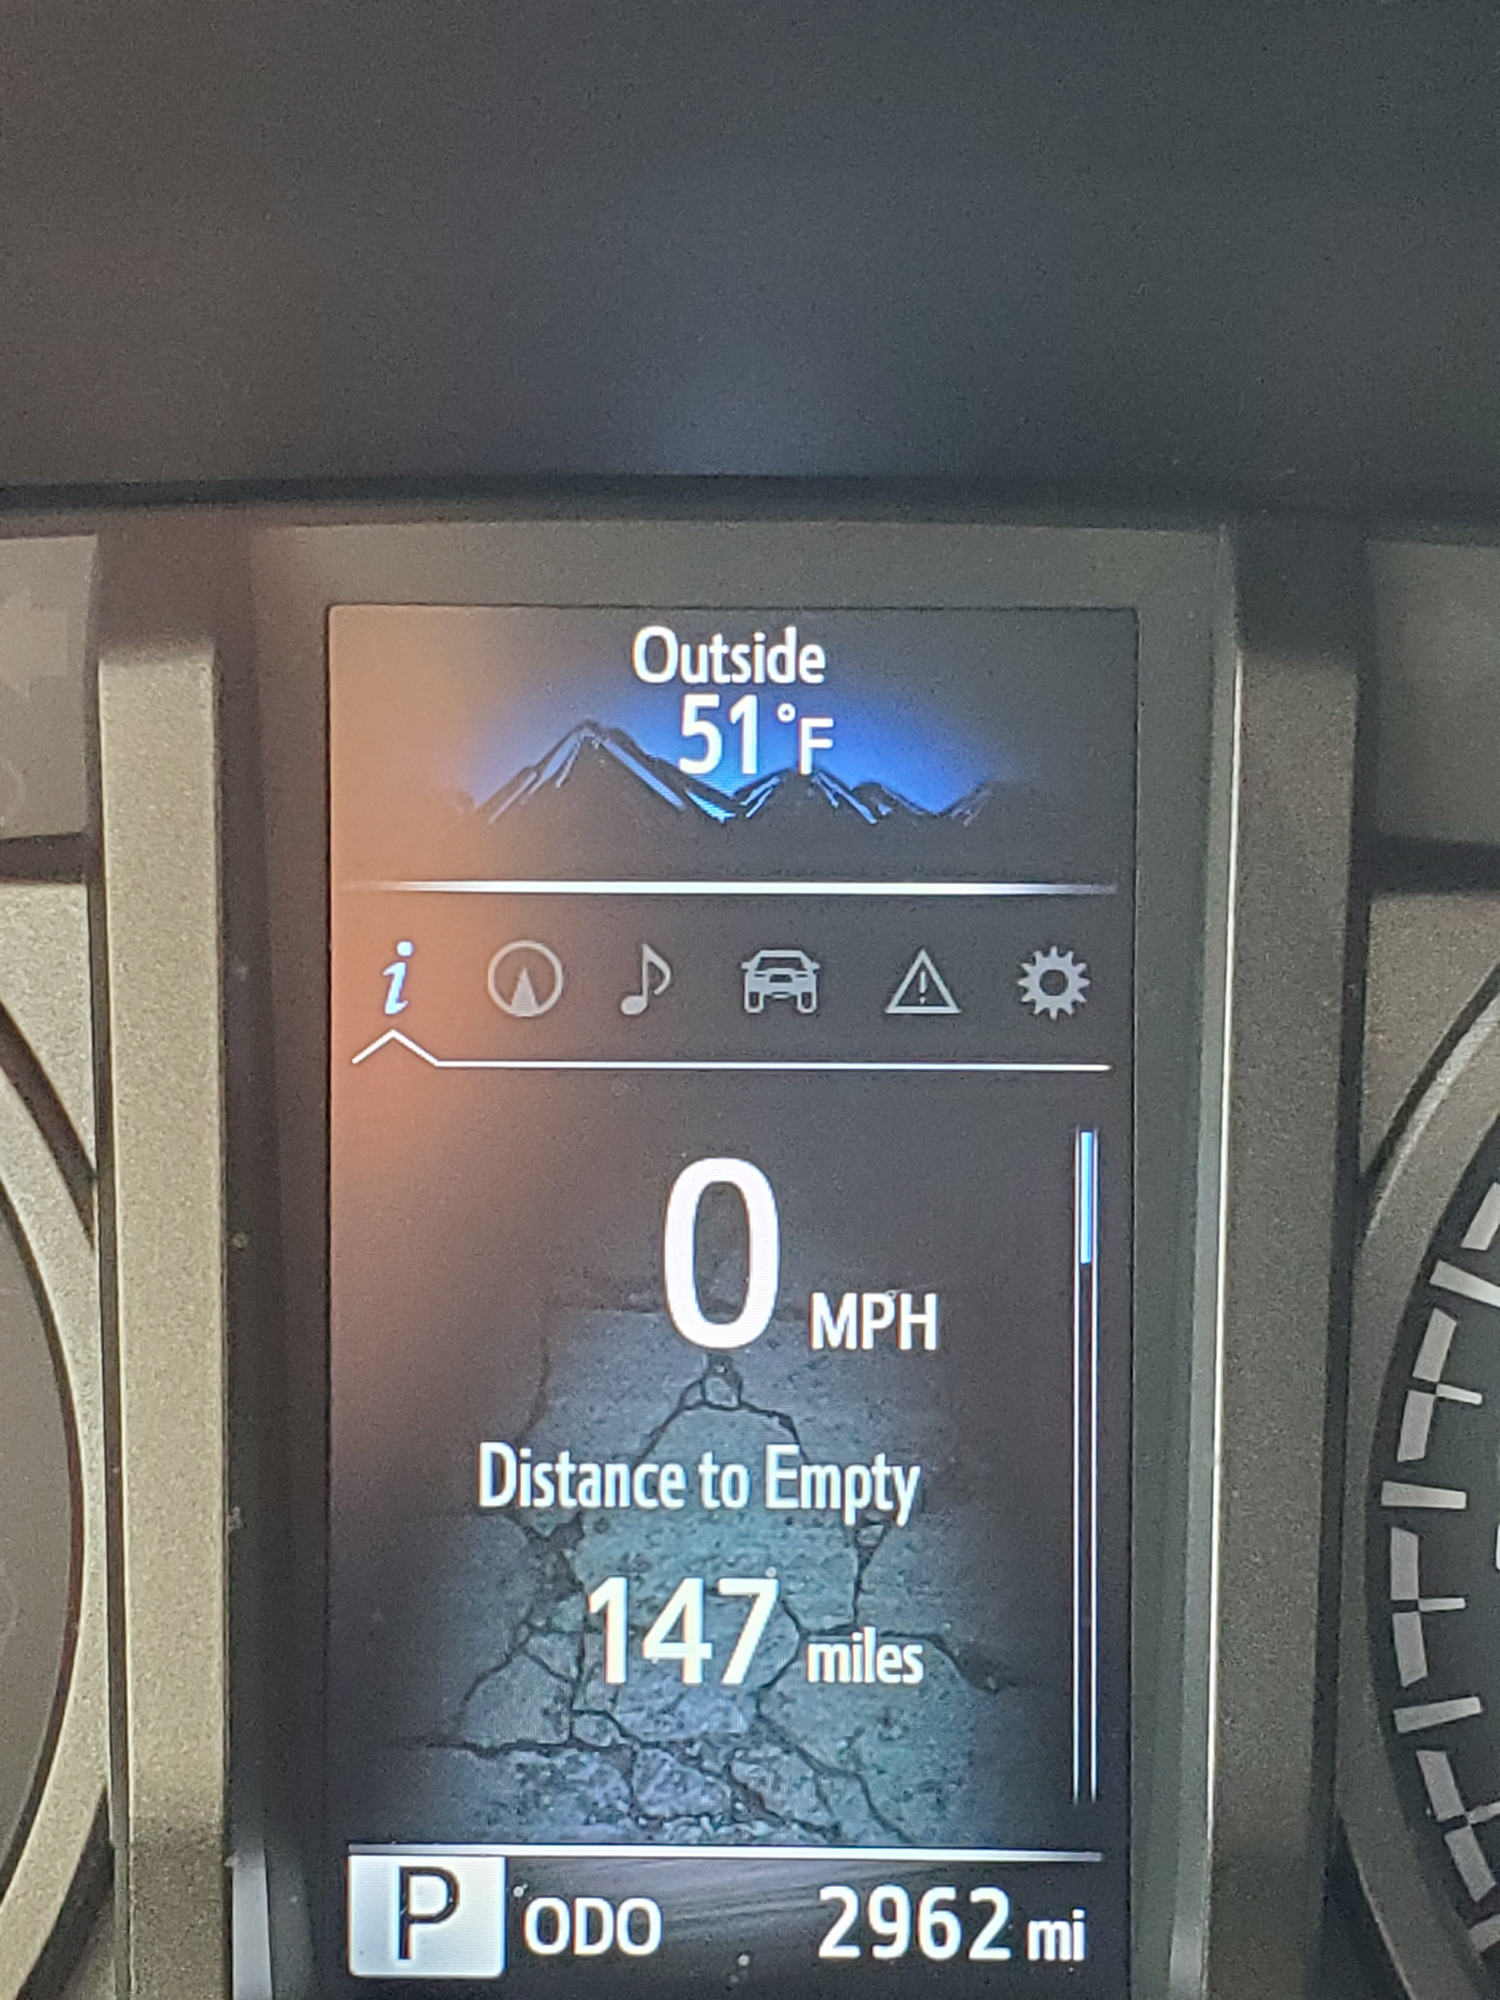 Outside
51°F
0 MPH
Distance to Empty
147 miles
P ODO 2962 mi